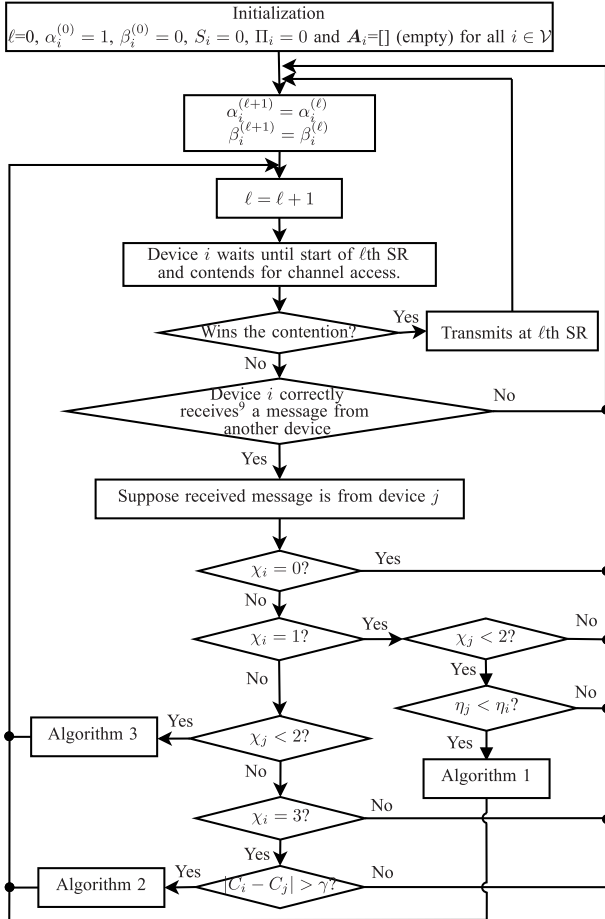 Initialization
ℓ=0, α_i^(0) = 1, β_i^(0) = 0, S_i = 0, Π_i = 0 and A_i=[] (empty) for all i ∈ V
α_i^(ℓ+1) = α_i^(ℓ)
β_i^(ℓ+1) = β_i^(ℓ)
ℓ = ℓ + 1
Device i waits until start of ℓth SR
and contends for channel access.
Wins the contention?
Yes
Transmits at ℓth SR
No
Device i correctly
receives⁹ a message from
another device
No
Yes
Suppose received message is from device j
χ_i = 0?
Yes
No
χ_i = 1?
Yes
χ_j < 2?
No
Yes
No
η_j < η_i?
No
Yes
Algorithm 1
χ_j < 2?
Yes
Algorithm 3
No
χ_i = 3?
No
Yes
|C_i − C_j| > γ?
Yes
Algorithm 2
No